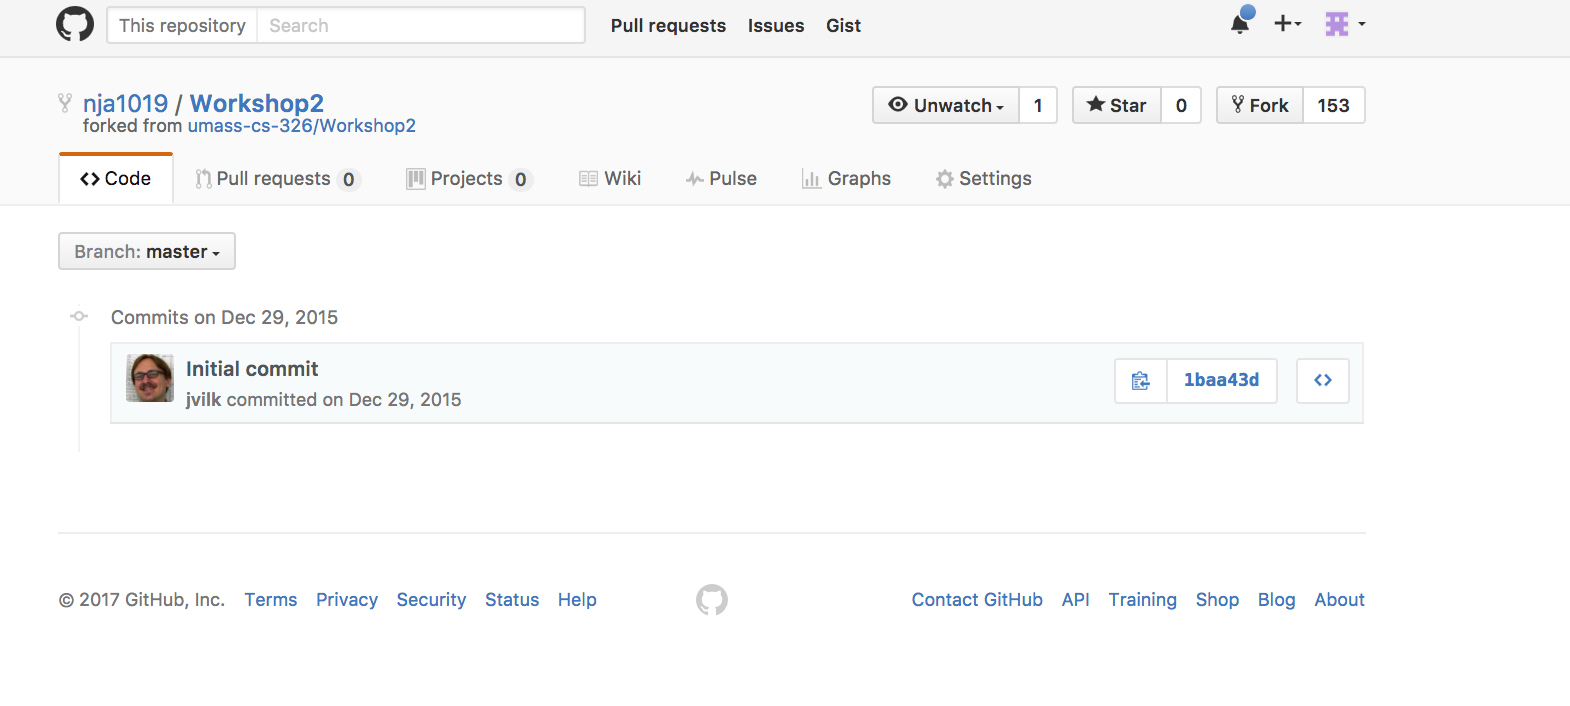 This repository Search Pull requests Issues Gist
nja1019 / Workshop2 Unwatch 1 Star 0 Fork 153
forked from umass-cs-326/Workshop2
Code Pull requests 0 Projects 0 Wiki Pulse Graphs Settings
Branch: master
Commits on Dec 29, 2015
Initial commit
jvilk committed on Dec 29, 2015 1baa43d
© 2017 GitHub, Inc. Terms Privacy Security Status Help Contact GitHub API Training Shop Blog About